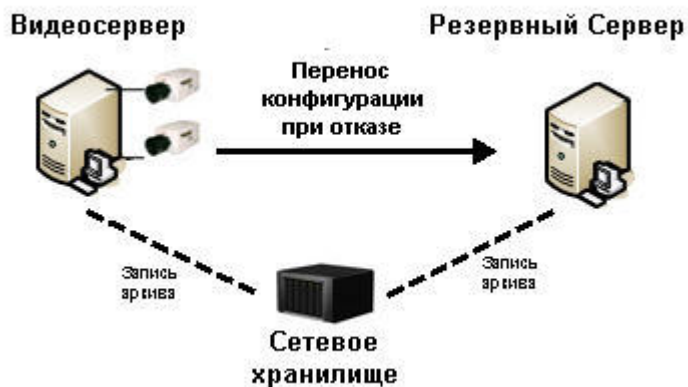 Видеосервер
Резервный Сервер
Перенос
конфигурации
при отказе
Запись
архива
Запись
архива
Сетевое
хранилище